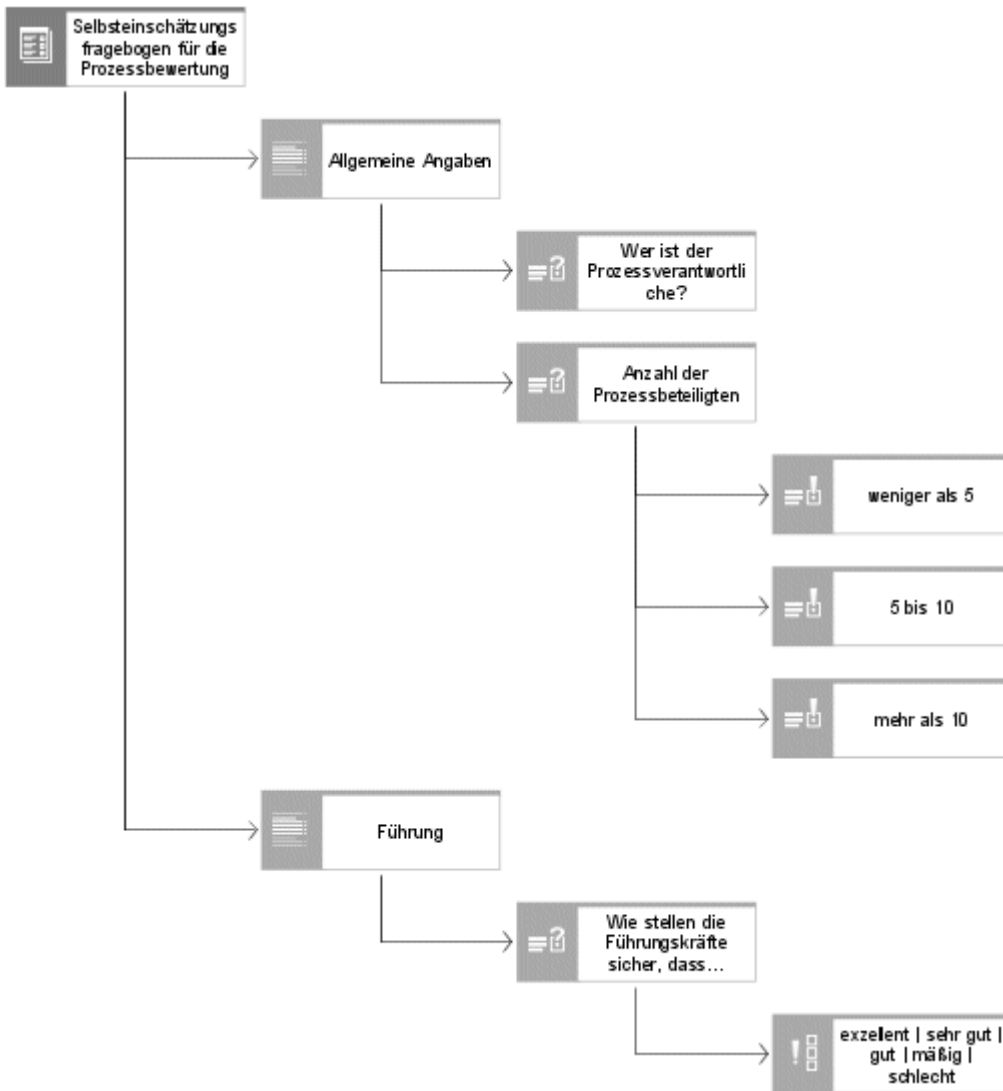 Selbsteinschätzungs
fragebogen für die
Prozessbewertung
Allgemeine Angaben
Wer ist der
Prozessverantwortli
che?
Anzahl der
Prozessbeteiligten
weniger als 5
5 bis 10
mehr als 10
Führung
Wie stellen die
Führungskräfte
sicher, dass...
exzellent | sehr gut |
gut | mäßig |
schlecht